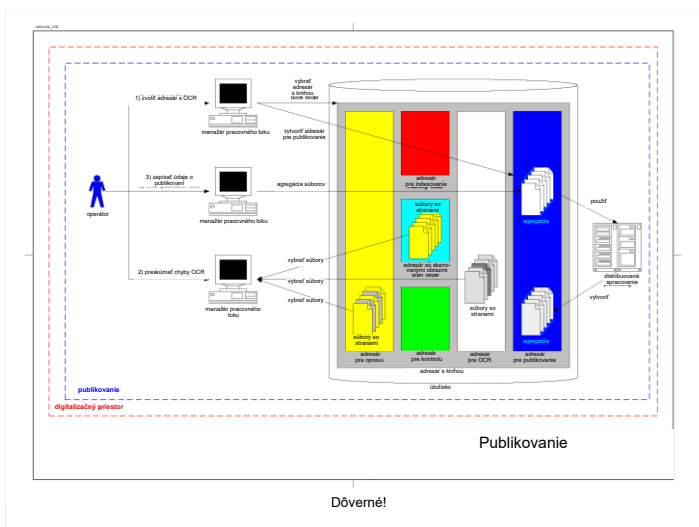 1) zvoliť adresár s OCR
manažér pracovného toku
vybrať
adresár
s knihou
book folder
vytvoriť adresár
pre publikovanie
3) zapísať údaje o
publikovaní
agregácia súborov
operátor
manažér pracovného toku
2) preskúmať chyby OCR
manažér pracovného
toku
vybrať súbory
vybrať súbory
vybrať súbory
adresár
pre indexovanie
súbory so
stranami
adresár so skeno-
vanými obrazmi
scan folder
súbory so
stranami
súbory so
stranami
agregácia
agregácia
použiť
distribuované
spracovanie
vytvoriť
adresár
pre opravu
adresár
pre kontrolu
adresár
pre OCR
adresár
pre publikovanie
adresár s knihou
úložisko
publikovanie
digitalizačný priestor
Publikovanie
Dôverné!